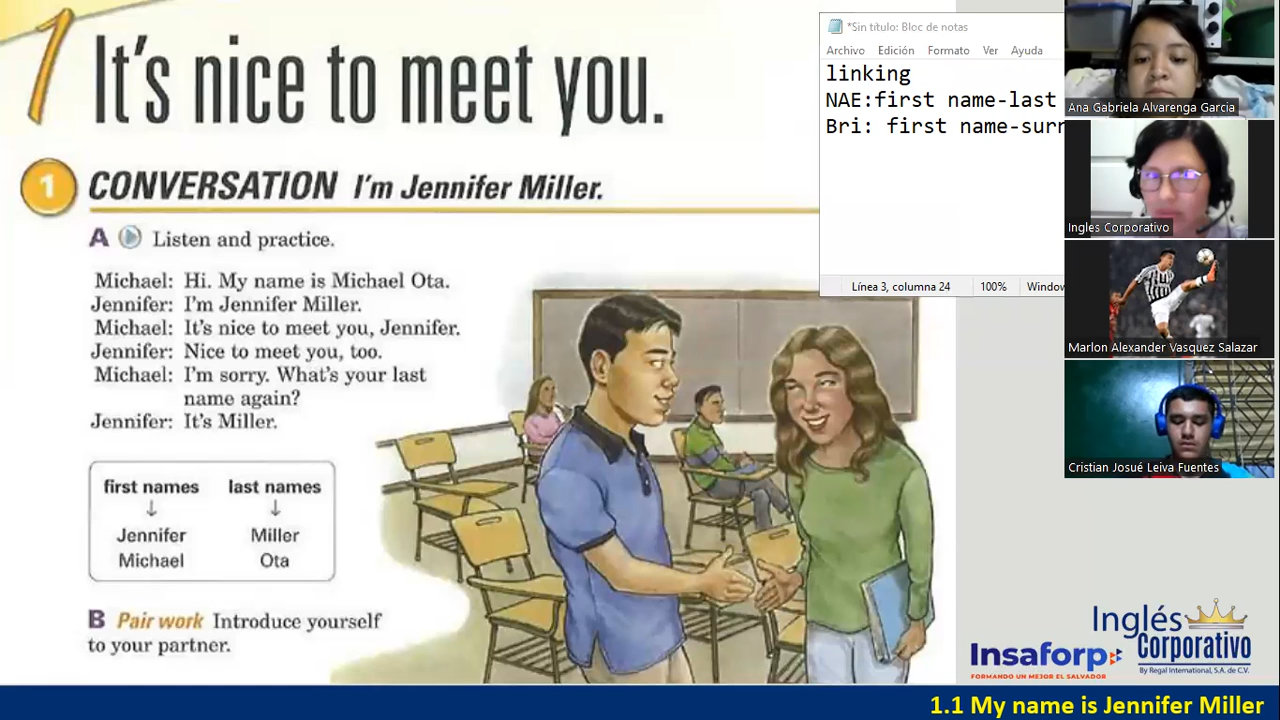 1 It's nice to meet you.
1 CONVERSATION I'm Jennifer Miller.
A Listen and practice.
Michael: Hi. My name is Michael Ota.
Jennifer: I'm Jennifer Miller.
Michael: It's nice to meet you, Jennifer.
Jennifer: Nice to meet you, too.
Michael: I'm sorry. What's your last
name again?
Jennifer: It's Miller.
first names last names
↓ ↓
Jennifer Miller
Michael Ota
B Pair work Introduce yourself
to your partner.
*Sin título: Bloc de notas
Archivo Edición Formato Ver Ayuda
linking
NAE:first name-last
Bri: first name-surr
Línea 3, columna 24 100% Window
Ana Gabriela Alvarenga Garcia
Ingles Corporativo
Marlon Alexander Vasquez Salazar
Cristian Josué Leiva Fuentes
Insaforp
FORMANDO UN MEJOR EL SALVADOR
Inglés
Corporativo
By Regal International, S.A. de C.V.
1.1 My name is Jennifer Miller